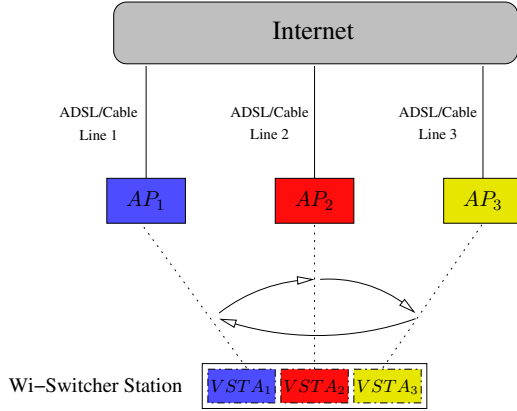 Internet
ADSL/Cable
Line 1
ADSL/Cable
Line 2
ADSL/Cable
Line 3
AP₁
AP₂
AP₃
Wi−Switcher Station
VSTA₁
VSTA₂
VSTA₃